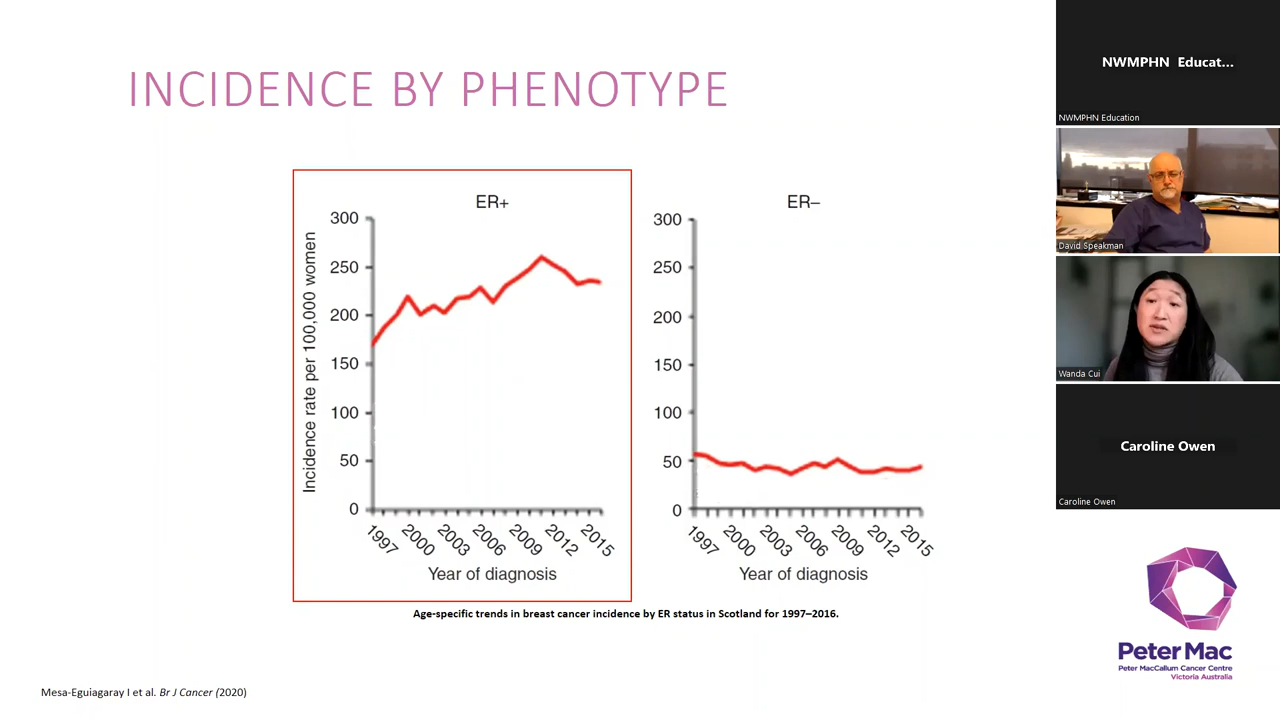 INCIDENCE BY PHENOTYPE
ER+
300
250
200
150
100
50
0
Incidence rate per 100,000 women
1997
2000
2003
2006
2009
2012
2015
Year of diagnosis
ER–
300
250
200
150
100
50
0
1997
2000
2003
2006
2009
2012
2015
Year of diagnosis
Age-specific trends in breast cancer incidence by ER status in Scotland for 1997–2016.
Mesa-Eguiagaray I et al. Br J Cancer (2020)
NWMPHN Educat...
NWMPHN Education
David Speakman
Wanda Cui
Caroline Owen
Caroline Owen
Peter Mac
Peter MacCallum Cancer Centre
Victoria Australia